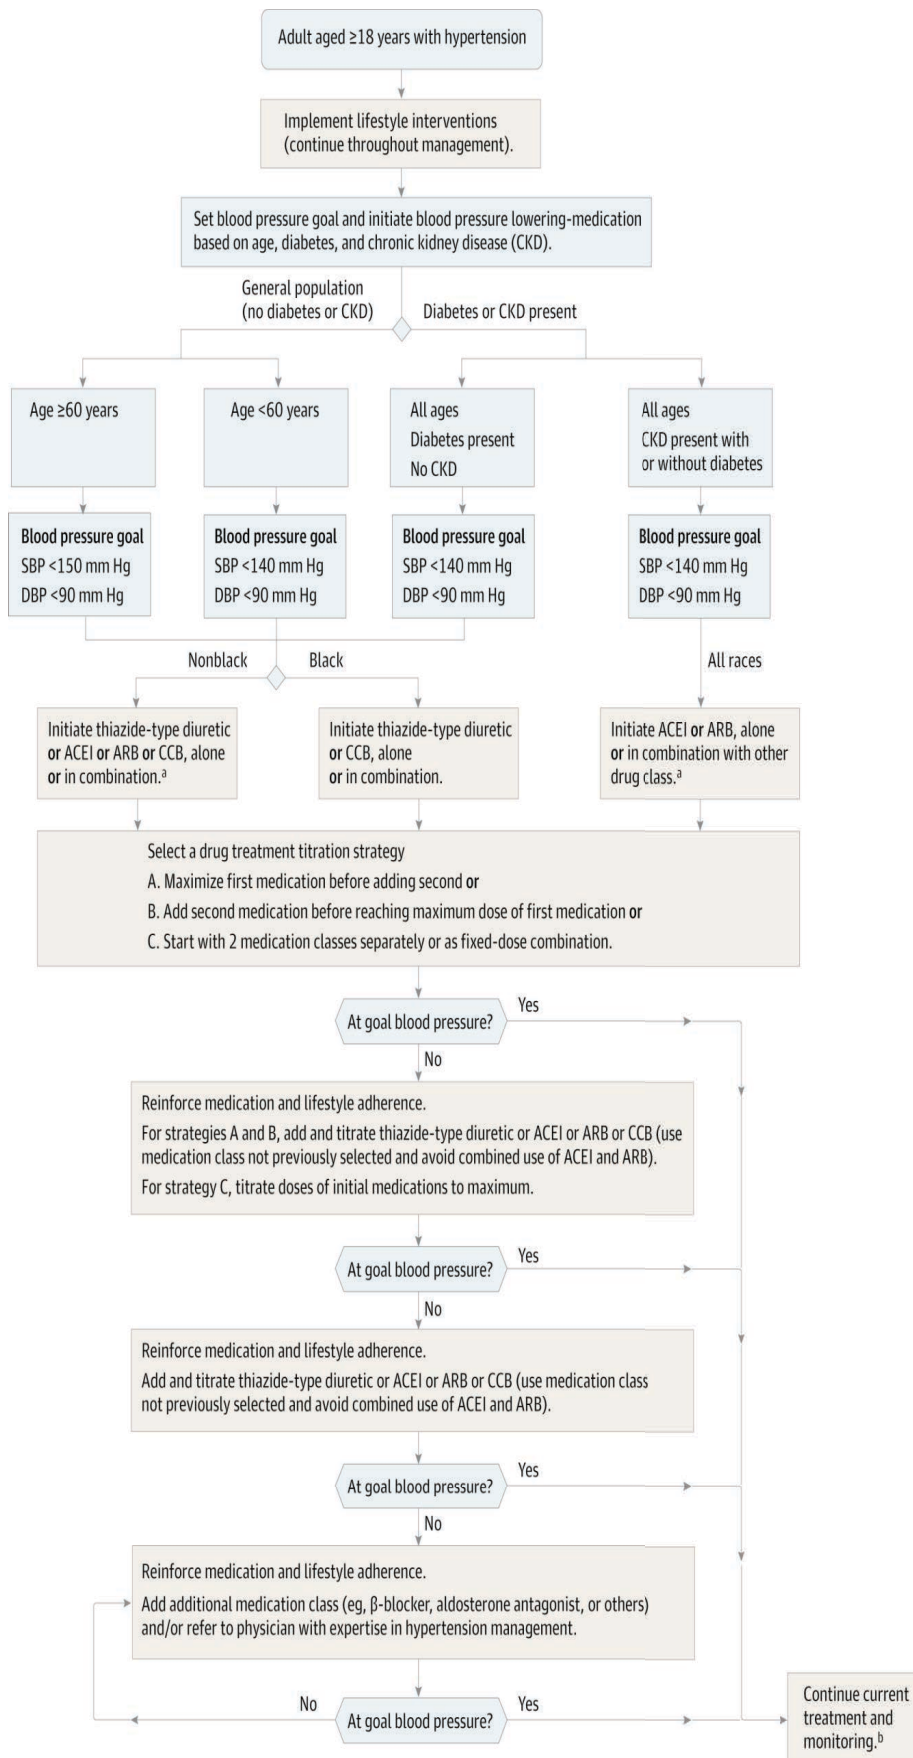 Adult aged ≥18 years with hypertension
Implement lifestyle interventions
(continue throughout management).
Set blood pressure goal and initiate blood pressure lowering-medication
based on age, diabetes, and chronic kidney disease (CKD).
General population
(no diabetes or CKD)
Diabetes or CKD present
Age ≥60 years
Age <60 years
All ages
Diabetes present
No CKD
All ages
CKD present with
or without diabetes
Blood pressure goal
SBP <150 mm Hg
DBP <90 mm Hg
Blood pressure goal
SBP <140 mm Hg
DBP <90 mm Hg
Blood pressure goal
SBP <140 mm Hg
DBP <90 mm Hg
Blood pressure goal
SBP <140 mm Hg
DBP <90 mm Hg
Nonblack
Black
All races
Initiate thiazide-type diuretic
or ACEI or ARB or CCB, alone
or in combination.a
Initiate thiazide-type diuretic
or CCB, alone
or in combination.
Initiate ACEI or ARB, alone
or in combination with other
drug class.a
Select a drug treatment titration strategy
A. Maximize first medication before adding second or
B. Add second medication before reaching maximum dose of first medication or
C. Start with 2 medication classes separately or as fixed-dose combination.
At goal blood pressure?
Yes
No
Reinforce medication and lifestyle adherence.
For strategies A and B, add and titrate thiazide-type diuretic or ACEI or ARB or CCB (use
medication class not previously selected and avoid combined use of ACEI and ARB).
For strategy C, titrate doses of initial medications to maximum.
At goal blood pressure?
Yes
No
Reinforce medication and lifestyle adherence.
Add and titrate thiazide-type diuretic or ACEI or ARB or CCB (use medication class
not previously selected and avoid combined use of ACEI and ARB).
At goal blood pressure?
Yes
No
Reinforce medication and lifestyle adherence.
Add additional medication class (eg, β-blocker, aldosterone antagonist, or others)
and/or refer to physician with expertise in hypertension management.
No
At goal blood pressure?
Yes
Continue current
treatment and
monitoring.b